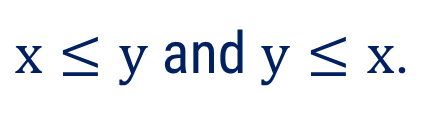 x ≤ y and y ≤ x.